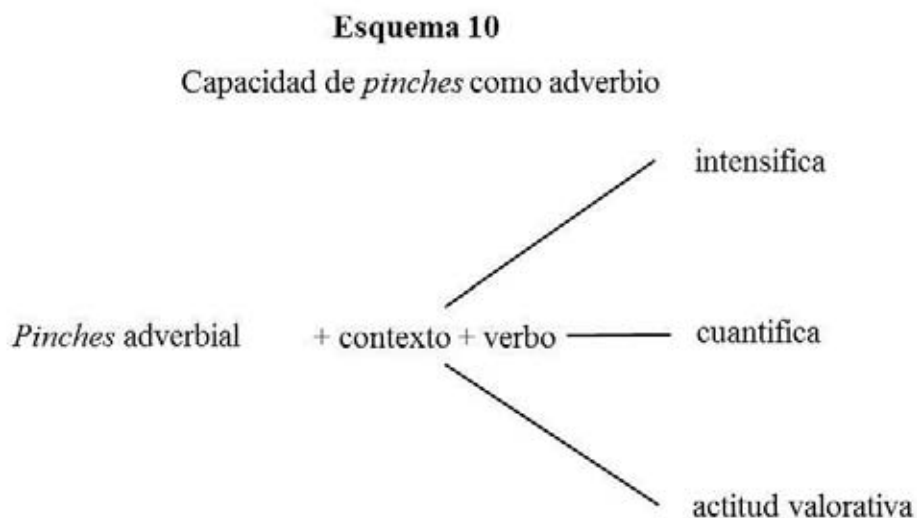 Esquema 10
Capacidad de pinches como adverbio
intensifica
Pinches adverbial + contexto + verbo cuantifica
actitud valorativa